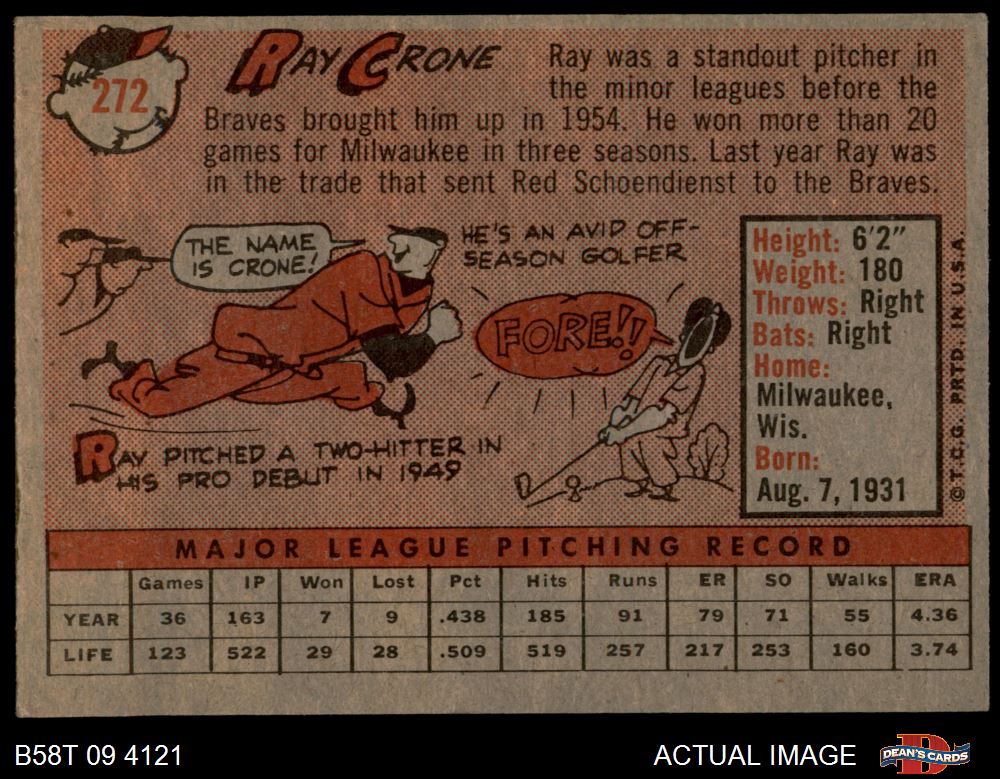 272
RAY CRONE
Ray was a standout pitcher in
the minor leagues before the
Braves brought him up in 1954. He won more than 20
games for Milwaukee in three seasons. Last year Ray was
in the trade that sent Red Schoendienst to the Braves.
THE NAME
IS CRONE!
HE'S AN AVID OFF-
SEASON GOLFER
FORE!!
RAY PITCHED A TWO-HITTER IN
HIS PRO DEBUT IN 1949
Height: 6'2"
Weight: 180
Throws: Right
Bats: Right
Home:
Milwaukee,
Wis.
Born:
Aug. 7, 1931
© T.C.G. PRTD. IN U.S.A.
MAJOR LEAGUE PITCHING RECORD
Games IP Won Lost Pct Hits Runs ER SO Walks ERA
YEAR 36 163 7 9 .438 185 91 79 71 55 4.36
LIFE 123 522 29 28 .509 519 257 217 253 160 3.74
B58T 09 4121
ACTUAL IMAGE
DEAN'S CARDS